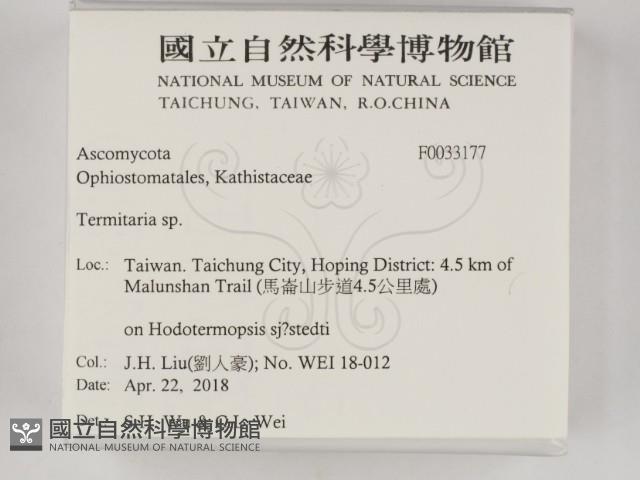 國立自然科學博物館
NATIONAL MUSEUM OF NATURAL SCIENCE
TAICHUNG, TAIWAN, R.O.CHINA
Ascomycota F0033177
Ophiostomatales, Kathistaceae
Termitaria sp.
Loc.: Taiwan. Taichung City, Hoping District: 4.5 km of
Malunshan Trail (馬崙山步道4.5公里處)
on Hodotermopsis sj?stedti
Col.: J.H. Liu(劉人豪); No. WEI 18-012
Date: Apr. 22, 2018
Det.: S.H. Wu & C.L. Wei
國立自然科學博物館
NATIONAL MUSEUM OF NATURAL SCIENCE